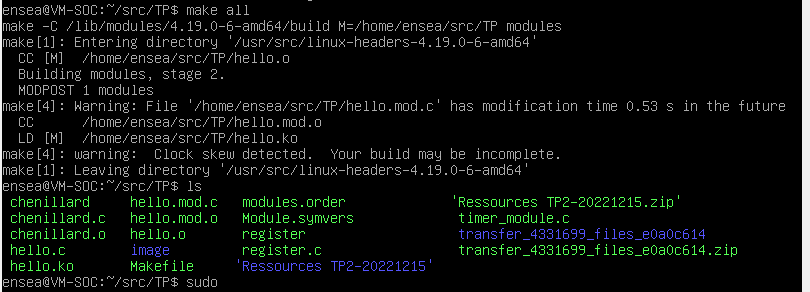 ensea@VM-SOC:~/src/TP$ make all
make -C /lib/modules/4.19.0-6-amd64/build M=/home/ensea/src/TP modules
make[1]: Entering directory '/usr/src/linux-headers-4.19.0-6-amd64'
  CC [M]  /home/ensea/src/TP/hello.o
  Building modules, stage 2.
  MODPOST 1 modules
make[4]: Warning: File '/home/ensea/src/TP/hello.mod.c' has modification time 0.53 s in the future
  CC      /home/ensea/src/TP/hello.mod.o
  LD [M]  /home/ensea/src/TP/hello.ko
make[4]: warning:  Clock skew detected.  Your build may be incomplete.
make[1]: Leaving directory '/usr/src/linux-headers-4.19.0-6-amd64'
ensea@VM-SOC:~/src/TP$ ls
 chenillard    hello.mod.c   modules.order             'Ressources TP2-20221215.zip'
 chenillard.c  hello.mod.o   Module.symvers             timer_module.c
 chenillard.o  hello.o       register                   transfer_4331699_files_e0a0c614
 hello.c       image         register.c                 transfer_4331699_files_e0a0c614.zip
 hello.ko      Makefile     'Ressources TP2-20221215'
ensea@VM-SOC:~/src/TP$ sudo